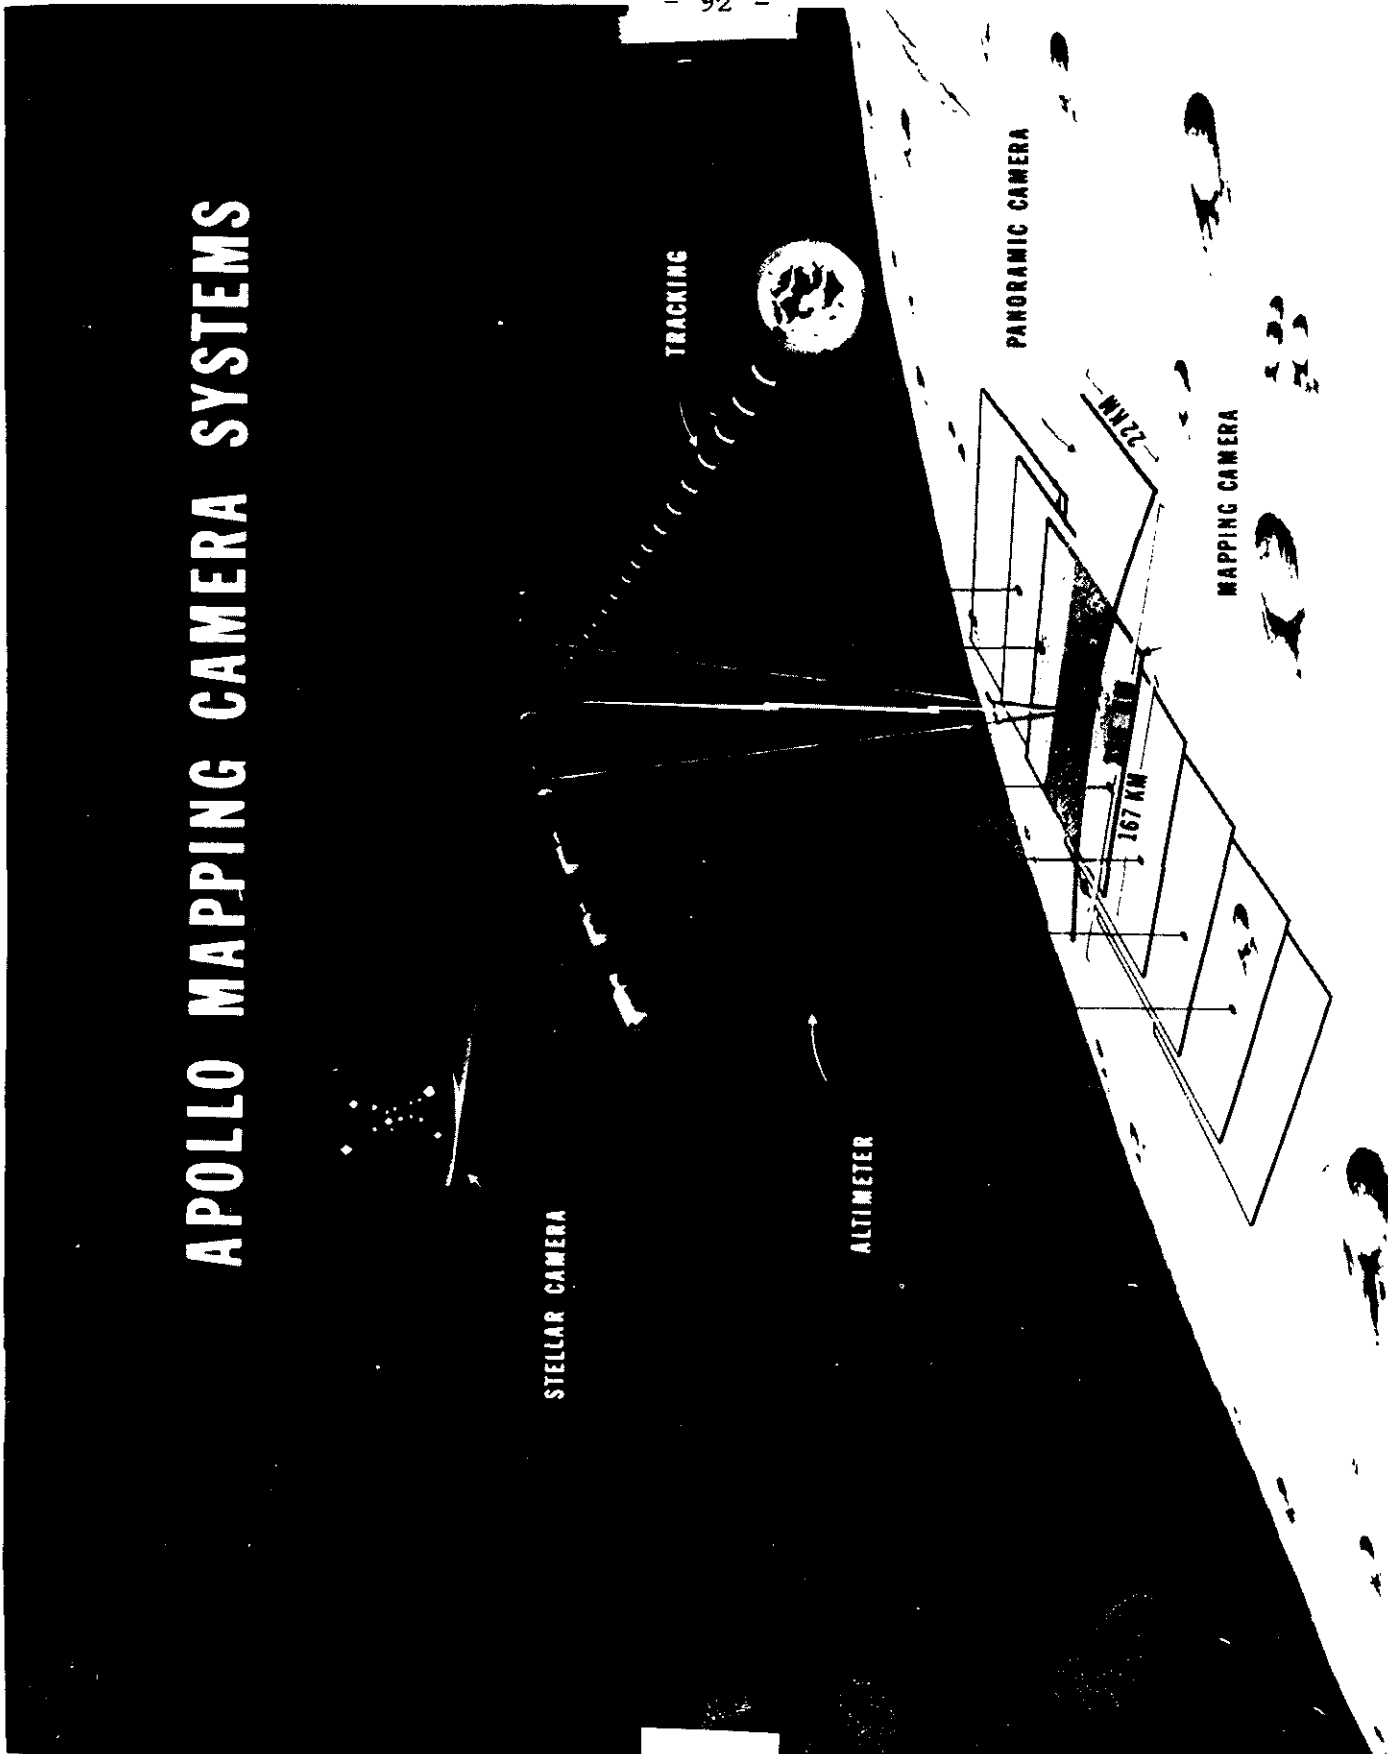 - 92 -
APOLLO MAPPING CAMERA SYSTEMS
STELLAR CAMERA
TRACKING
ALTIMETER
PANORAMIC CAMERA
22 KM
167 KM
MAPPING CAMERA